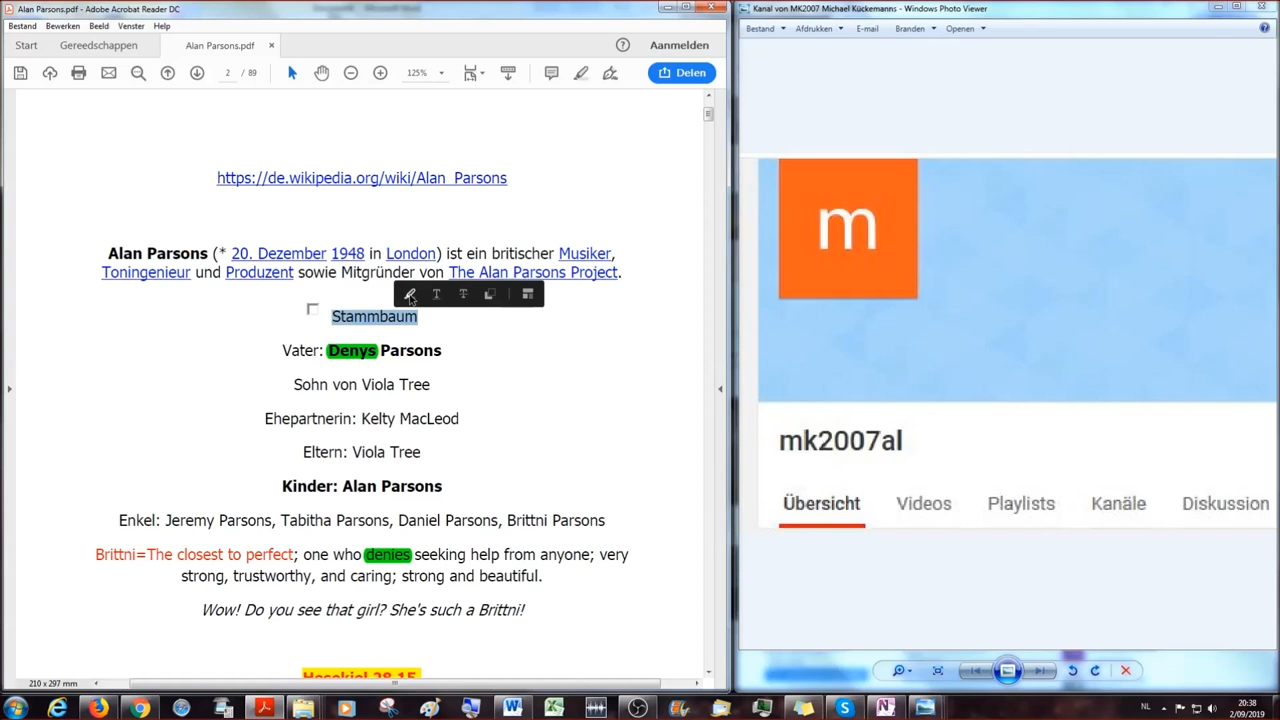 Alan Parsons.pdf - Adobe Acrobat Reader DC
Bestand Bewerken Beeld Venster Help
Start Gereedschappen Alan Parsons.pdf × Aanmelden
2 / 89 125% Delen
https://de.wikipedia.org/wiki/Alan_Parsons
Alan Parsons (* 20. Dezember 1948 in London) ist ein britischer Musiker,
Toningenieur und Produzent sowie Mitgründer von The Alan Parsons Project.
Stammbaum
Vater: Denys Parsons
Sohn von Viola Tree
Ehepartnerin: Kelty MacLeod
Eltern: Viola Tree
Kinder: Alan Parsons
Enkel: Jeremy Parsons, Tabitha Parsons, Daniel Parsons, Brittni Parsons
Brittni=The closest to perfect; one who denies seeking help from anyone; very
strong, trustworthy, and caring; strong and beautiful.
Wow! Do you see that girl? She's such a Brittni!
Hesekiel 28,15
210 x 297 mm
Kanal von MK2007 Michael Kückemanns - Windows Photo Viewer
Bestand Afdrukken E-mail Branden Openen
m
mk2007al
Übersicht Videos Playlists Kanäle Diskussion
NL 20:38
2/09/2019